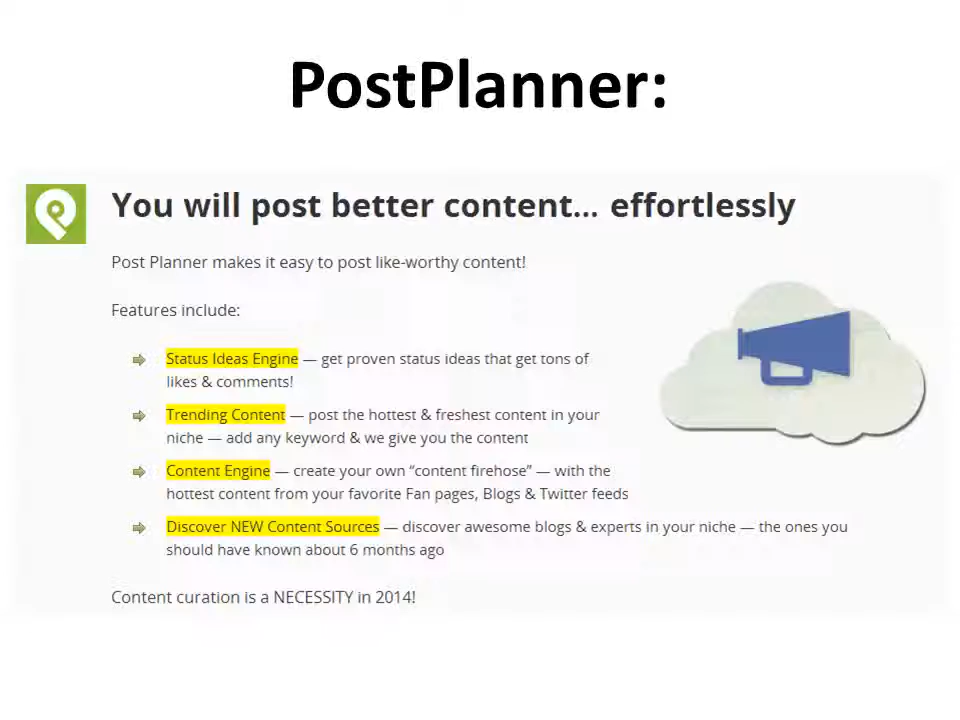 PostPlanner:
You will post better content... effortlessly
Post Planner makes it easy to post like-worthy content!
Features include:
Status Ideas Engine — get proven status ideas that get tons of
likes & comments!
Trending Content — post the hottest & freshest content in your
niche — add any keyword & we give you the content
Content Engine — create your own “content firehose” — with the
hottest content from your favorite Fan pages, Blogs & Twitter feeds
Discover NEW Content Sources — discover awesome blogs & experts in your niche — the ones you
should have known about 6 months ago
Content curation is a NECESSITY in 2014!